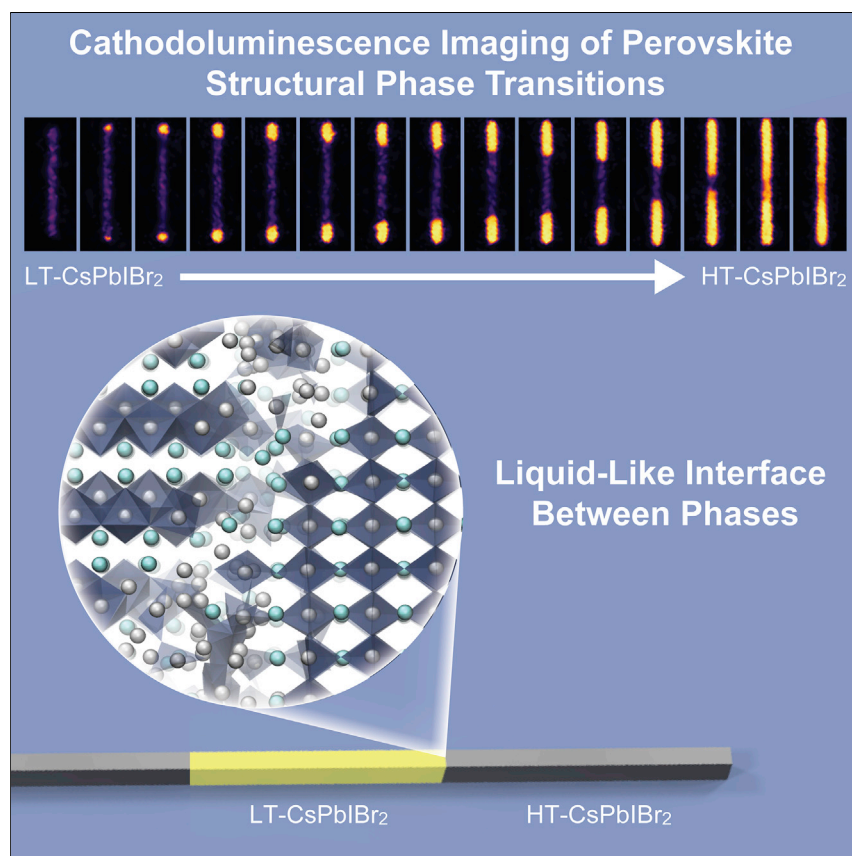 Cathodoluminescence Imaging of Perovskite
Structural Phase Transitions
LT-CsPbIBr₂
HT-CsPbIBr₂
Liquid-Like Interface
Between Phases
LT-CsPbIBr₂
HT-CsPbIBr₂